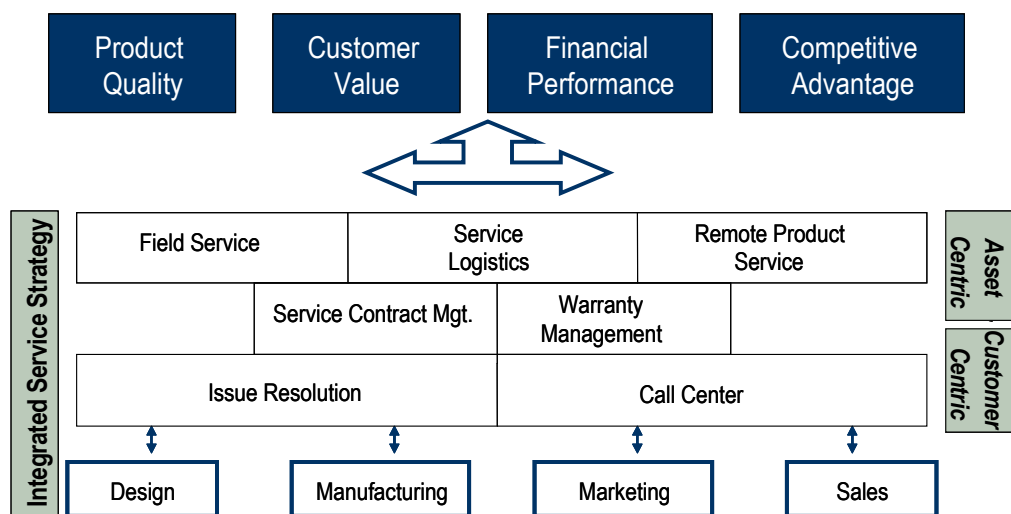 Product
Quality
Customer
Value
Financial
Performance
Competitive
Advantage
Integrated Service Strategy
Field Service
Service
Logistics
Remote Product
Service
Asset
Centric
Service Contract Mgt.
Warranty
Management
Customer
Centric
Issue Resolution
Call Center
Design
Manufacturing
Marketing
Sales